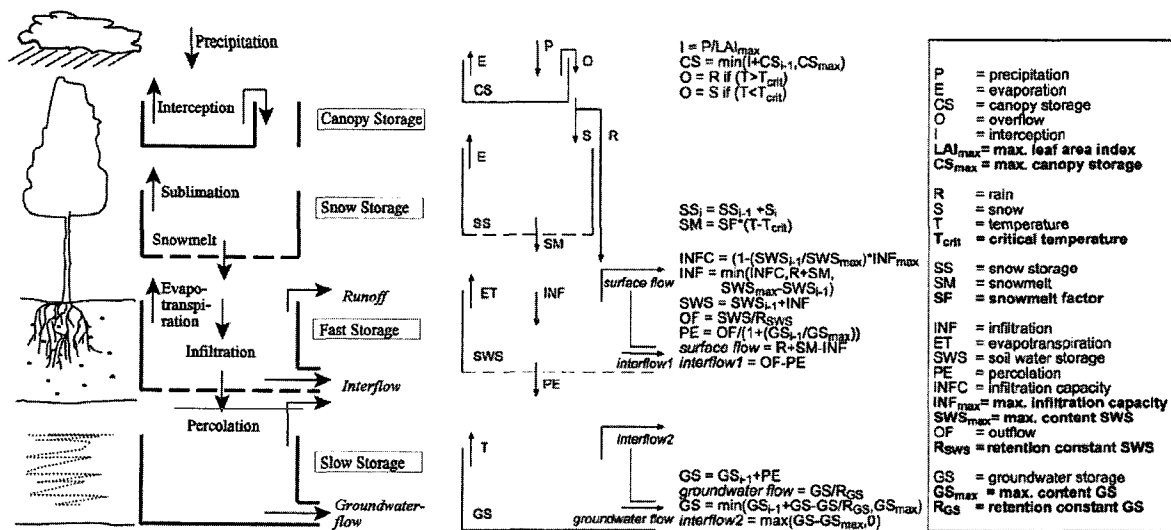 Precipitation
Interception
Canopy Storage
Sublimation
Snow Storage
Snowmelt
Evapo-
transpi-
ration
Runoff
Fast Storage
Infiltration
Interflow
Percolation
Slow Storage
Groundwater-
flow
P
E
O
CS
S
R
E
SS
SM
ET
INF
surface flow
SWS
interflow1
PE
T
interflow2
GS
groundwater flow
I = P/LAImax
CS = min(I+CSi-1,CSmax)
O = R if (T>Tcrit)
O = S if (T<Tcrit)
SSi = SSi-1 +Si
SM = SF*(T-Tcrit)
INFC = (1-(SWSi-1/SWSmax)*INFmax
INF = min(INFC,R+SM,
SWSmax-SWSi-1)
SWS = SWSi-1+INF
OF = SWS/RSWS
PE = OF/(1+(GSi-1/GSmax))
surface flow = R+SM-INF
interflow1 = OF-PE
GS = GSi-1+PE
groundwater flow = GS/RGS
GS = min(GSi-1+GS-GS/RGS,GSmax)
interflow2 = max(GS-GSmax,0)
P = precipitation
E = evaporation
CS = canopy storage
O = overflow
I = interception
LAImax= max. leaf area index
CSmax= max. canopy storage
R = rain
S = snow
T = temperature
Tcrit = critical temperature
SS = snow storage
SM = snowmelt
SF = snowmelt factor
INF = infiltration
ET = evapotranspiration
SWS = soil water storage
PE = percolation
INFC = infiltration capacity
INFmax= max. infiltration capacity
SWSmax= max. content SWS
OF = outflow
RSWS = retention constant SWS
GS = groundwater storage
GSmax = max. content GS
RGS = retention constant GS